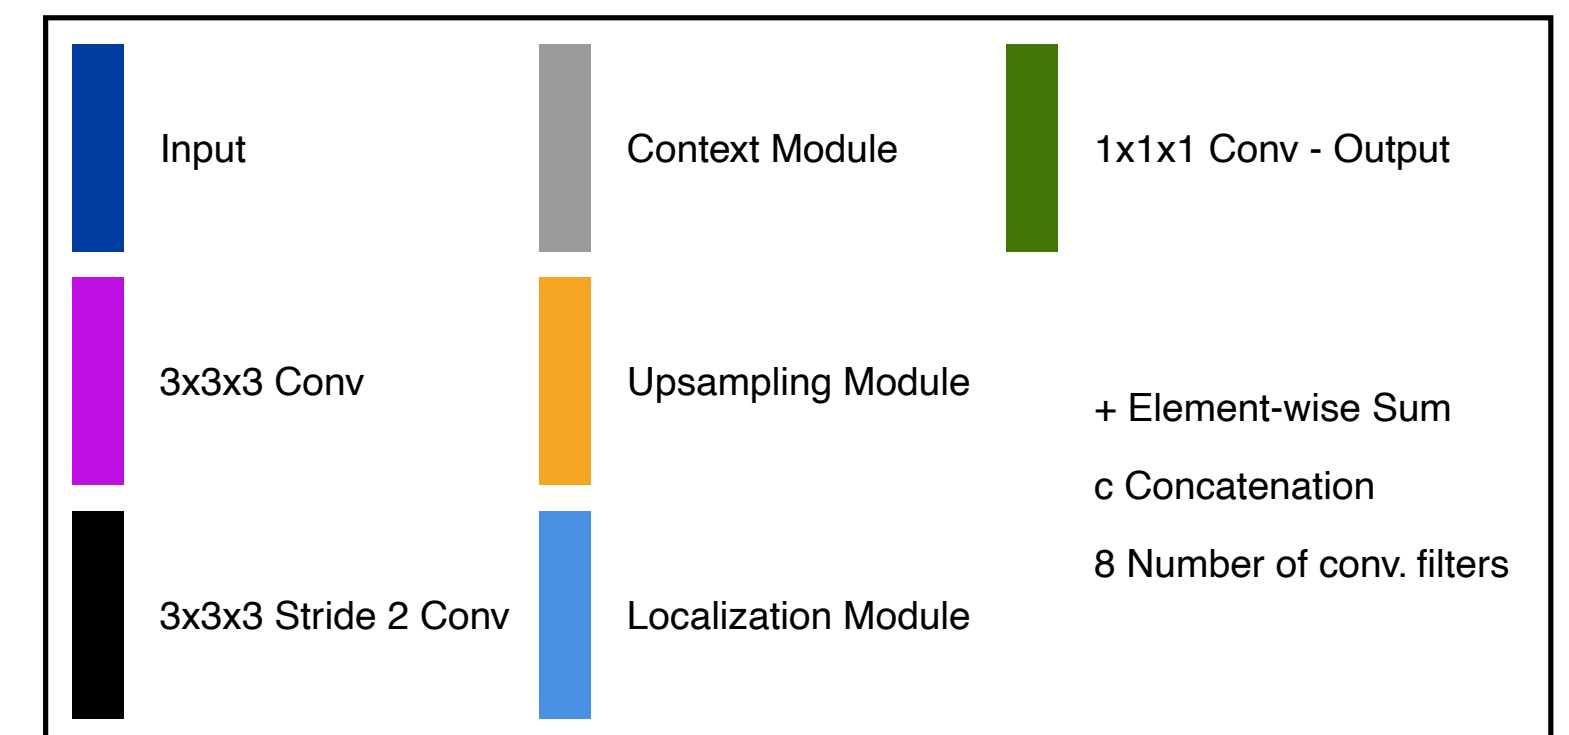 Input
Context Module
1x1x1 Conv - Output
3x3x3 Conv
Upsampling Module
+ Element-wise Sum
c Concatenation
8 Number of conv. filters
3x3x3 Stride 2 Conv
Localization Module